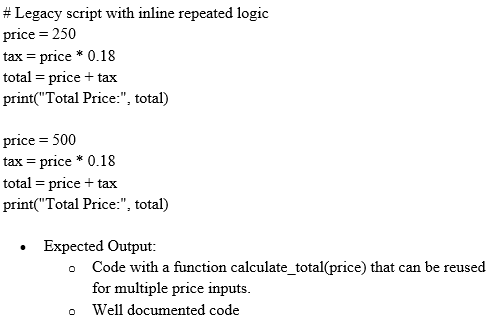 # Legacy script with inline repeated logic
price = 250
tax = price * 0.18
total = price + tax
print("Total Price:", total)
price = 500
tax = price * 0.18
total = price + tax
print("Total Price:", total)
• Expected Output:
o Code with a function calculate_total(price) that can be reused
for multiple price inputs.
o Well documented code